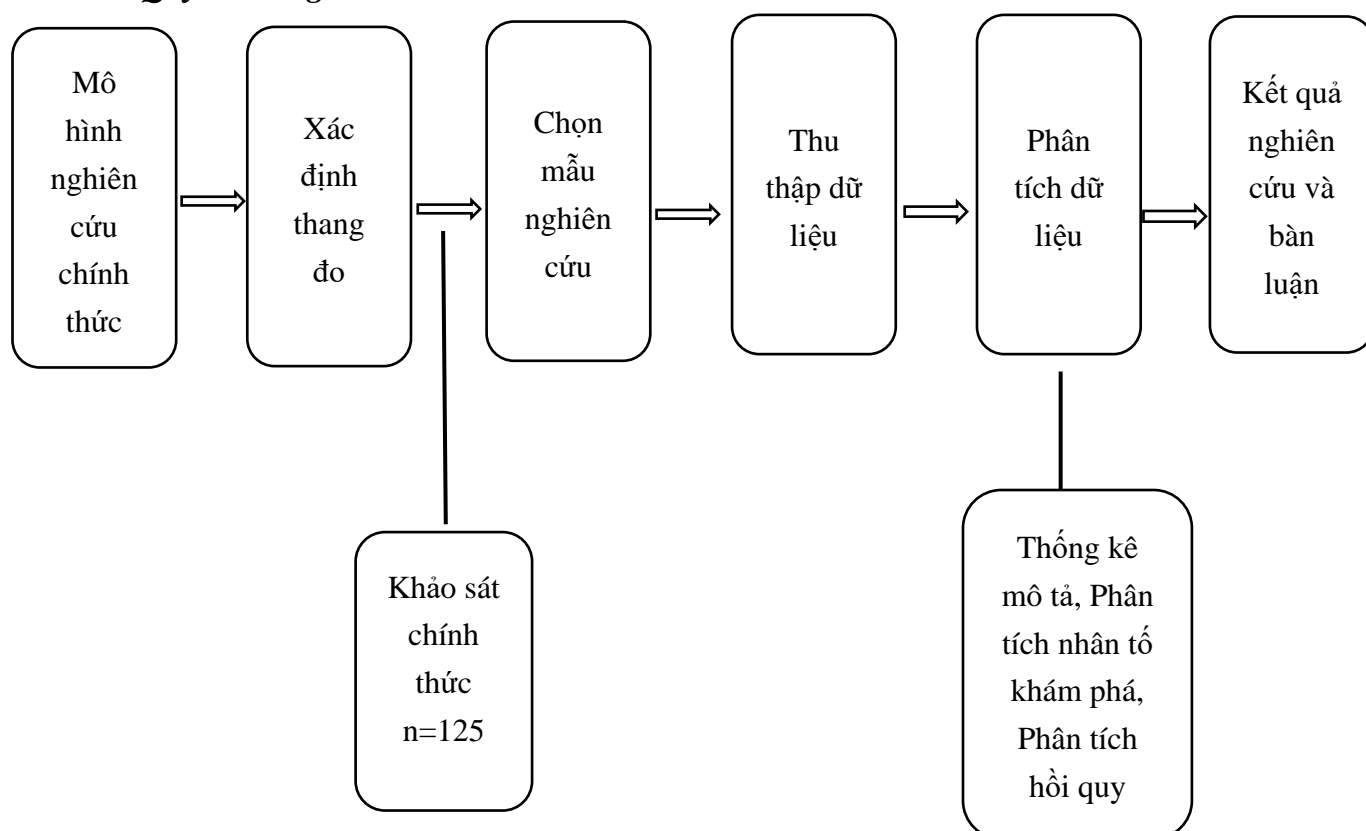 Mô
hình
nghiên
cứu
chính
thức
Xác
định
thang
đo
Chọn
mẫu
nghiên
cứu
Thu
thập dữ
liệu
Phân
tích dữ
liệu
Kết quả
nghiên
cứu và
bàn
luận
Khảo sát
chính
thức
n=125
Thống kê
mô tả, Phân
tích nhân tố
khám phá,
Phân tích
hồi quy